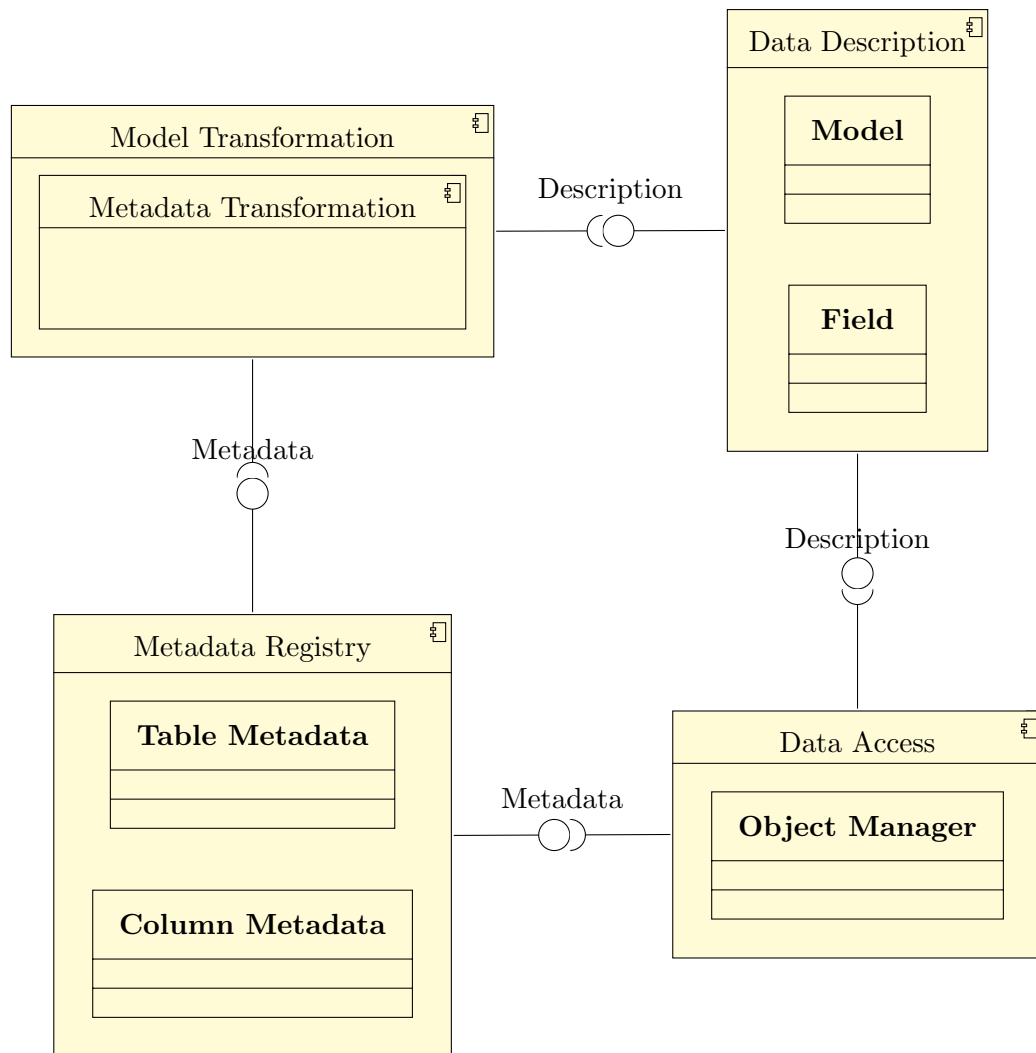 Data Description
Model
Field
Model Transformation
Metadata Transformation
Description
Metadata
Description
Metadata Registry
Table Metadata
Column Metadata
Metadata
Data Access
Object Manager